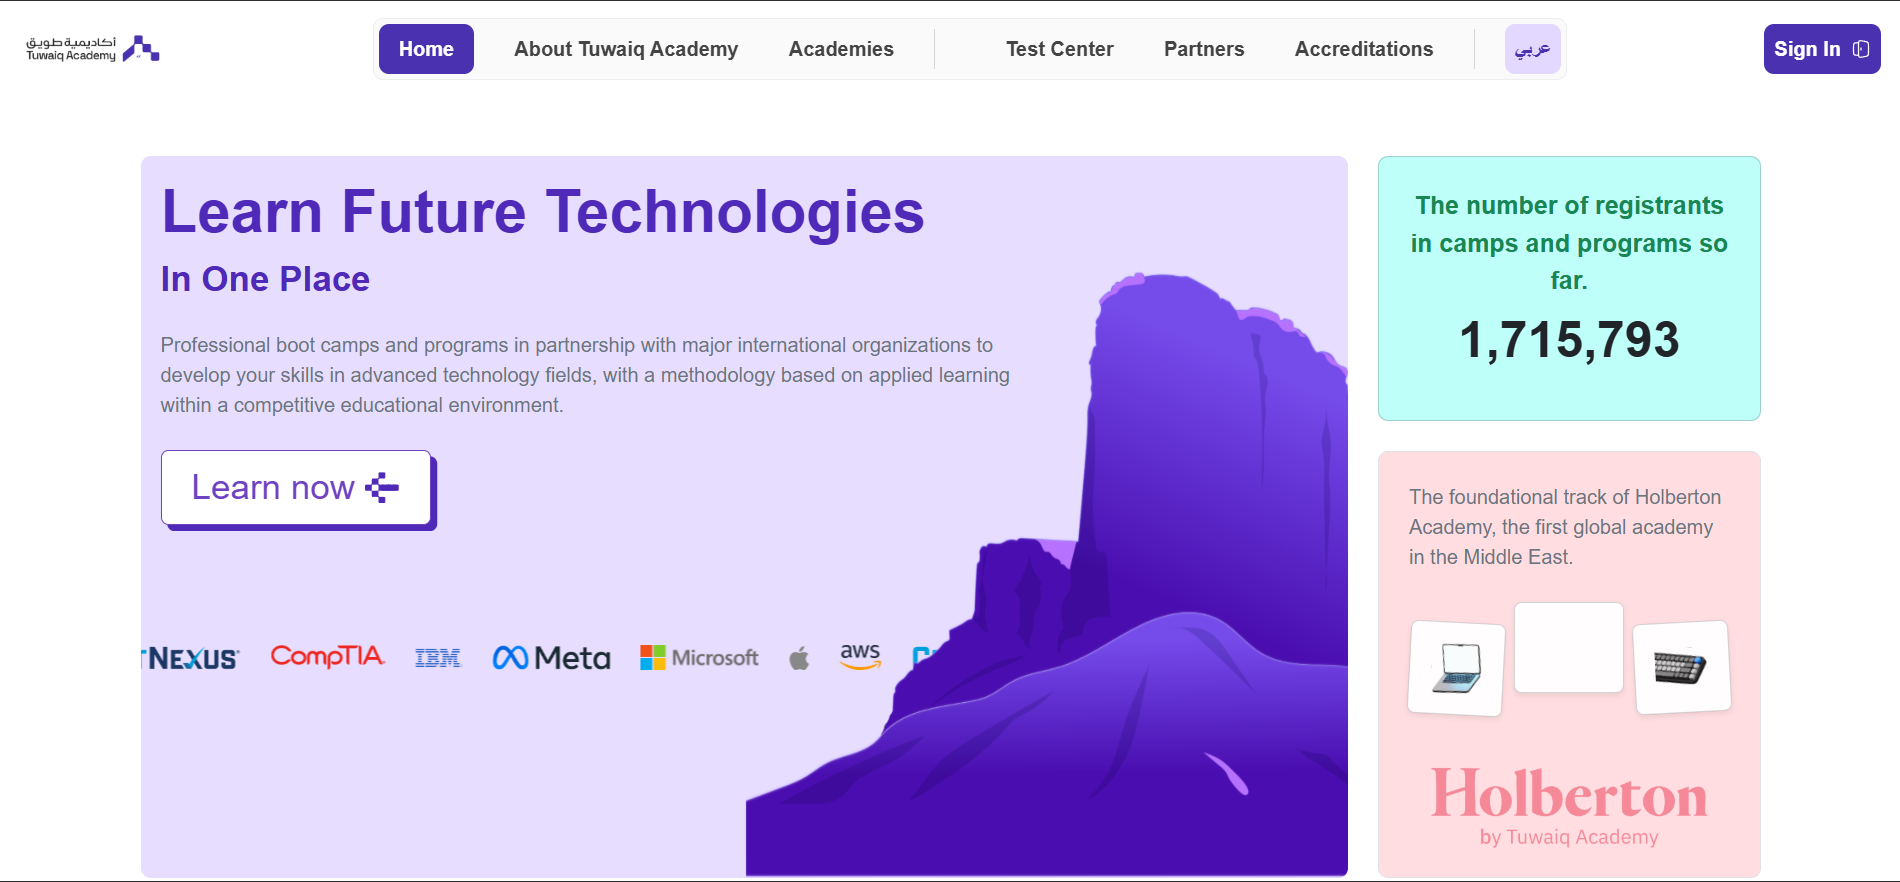 أكاديمية طويق
Tuwaiq Academy
Home
About Tuwaiq Academy
Academies
Test Center
Partners
Accreditations
عربي
Sign In
Learn Future Technologies
In One Place
Professional boot camps and programs in partnership with major international organizations to
develop your skills in advanced technology fields, with a methodology based on applied learning
within a competitive educational environment.
Learn now
NEXUS
CompTIA
IBM
Meta
Microsoft
aws
The number of registrants
in camps and programs so
far.
1,715,793
The foundational track of Holberton
Academy, the first global academy
in the Middle East.
Holberton
by Tuwaiq Academy